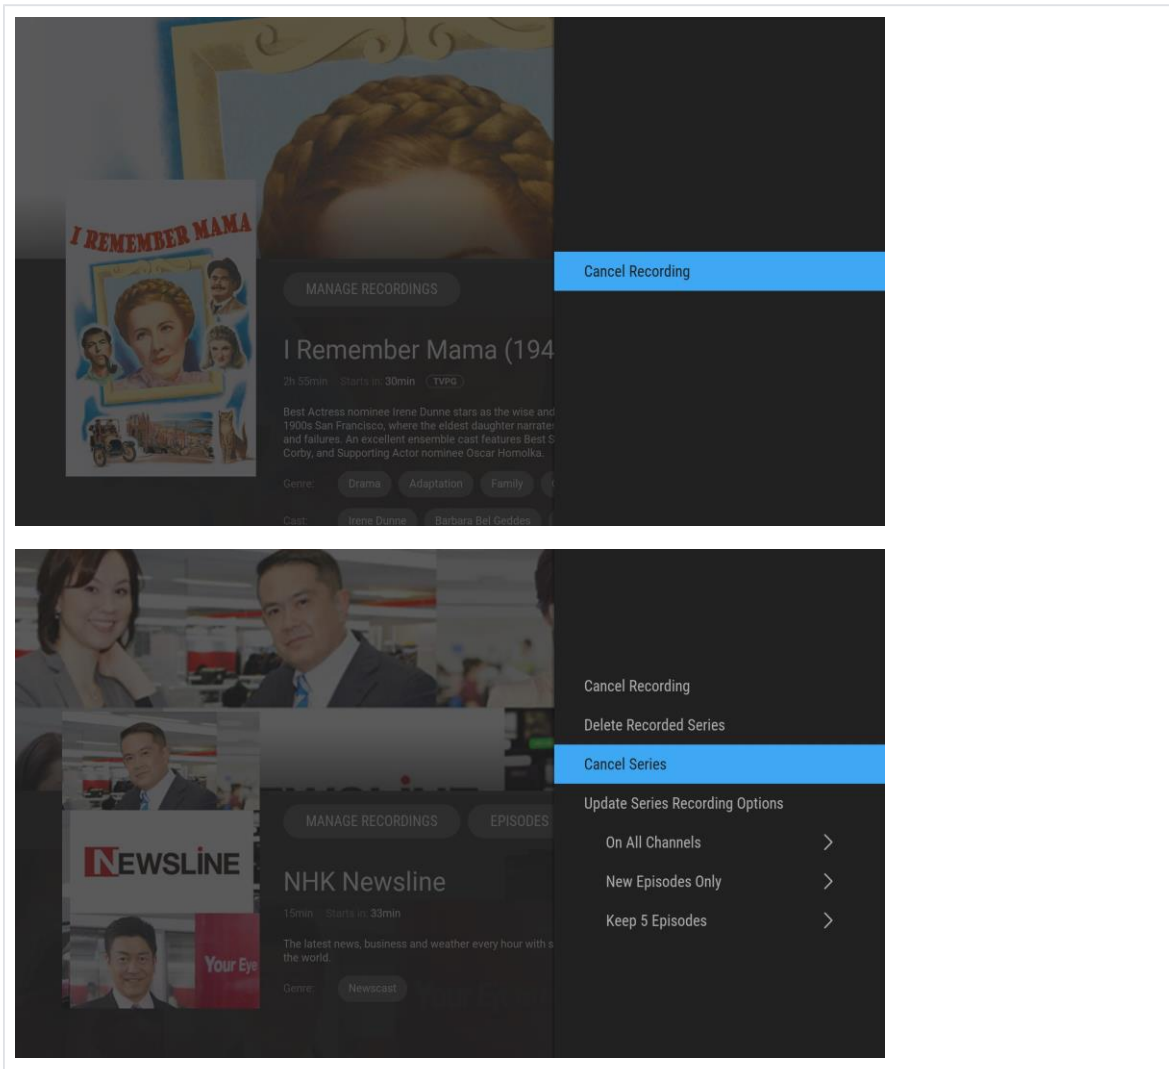 I REMEMBER MAMA
MANAGE RECORDINGS
I Remember Mama (194
2h 55min Starts in: 30min TVPG
Best Actress nominee Irene Dunne stars as the wise and
1900s San Francisco, where the eldest daughter narrate
and failures. An excellent ensemble cast features Best S
Corby, and Supporting Actor nominee Oscar Homolka.
Genre: Drama Adaptation Family
Cast: Irene Dunne Barbara Bel Geddes
Cancel Recording
NEWSLINE
Your Eye
MANAGE RECORDINGS EPISODES
NHK Newsline
15min Starts in: 33min
The latest news, business and weather every hour with s
the world.
Genre: Newscast
Cancel Recording
Delete Recorded Series
Cancel Series
Update Series Recording Options
On All Channels
New Episodes Only
Keep 5 Episodes